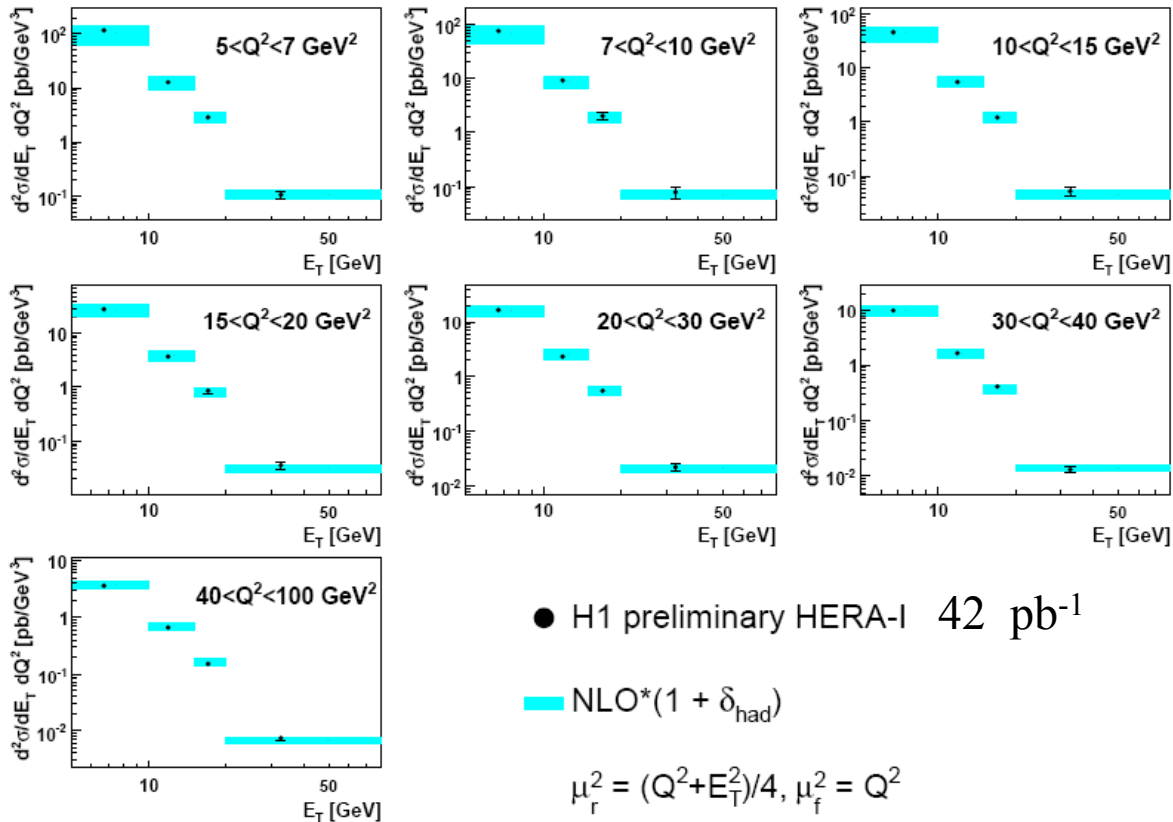 d²σ/dE_T dQ² [pb/GeV³]
10²
10
1
10⁻¹
5<Q²<7 GeV²
10
50
E_T [GeV]
d²σ/dE_T dQ² [pb/GeV³]
10²
10
1
10⁻¹
7<Q²<10 GeV²
10
50
E_T [GeV]
d²σ/dE_T dQ² [pb/GeV³]
10²
10
1
10⁻¹
10<Q²<15 GeV²
10
50
E_T [GeV]
d²σ/dE_T dQ² [pb/GeV³]
10
1
10⁻¹
15<Q²<20 GeV²
10
50
E_T [GeV]
d²σ/dE_T dQ² [pb/GeV³]
10
1
10⁻¹
10⁻²
20<Q²<30 GeV²
10
50
E_T [GeV]
d²σ/dE_T dQ² [pb/GeV³]
10
1
10⁻¹
10⁻²
30<Q²<40 GeV²
10
50
E_T [GeV]
d²σ/dE_T dQ² [pb/GeV³]
10
1
10⁻¹
10⁻²
40<Q²<100 GeV²
10
50
E_T [GeV]
H1 preliminary HERA-I 42 pb⁻¹
NLO*(1 + δ_had)
μ_r² = (Q²+E_T²)/4, μ_f² = Q²